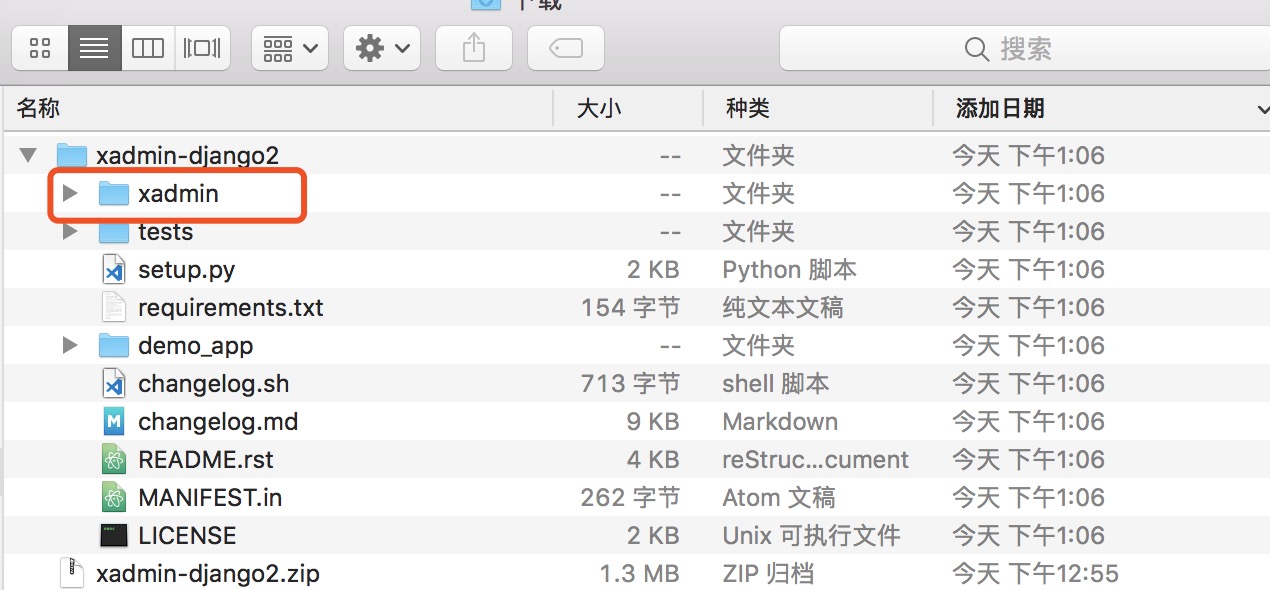 下载
搜索
名称 大小 种类 添加日期
xadmin-django2 -- 文件夹 今天 下午1:06
xadmin -- 文件夹 今天 下午1:06
tests -- 文件夹 今天 下午1:06
setup.py 2 KB Python 脚本 今天 下午1:06
requirements.txt 154 字节 纯文本文稿 今天 下午1:06
demo_app -- 文件夹 今天 下午1:06
changelog.sh 713 字节 shell 脚本 今天 下午1:06
changelog.md 9 KB Markdown 今天 下午1:06
README.rst 4 KB reStruc...cument 今天 下午1:06
MANIFEST.in 262 字节 Atom 文稿 今天 下午1:06
LICENSE 2 KB Unix 可执行文件 今天 下午1:06
xadmin-django2.zip 1.3 MB ZIP 归档 今天 下午12:55